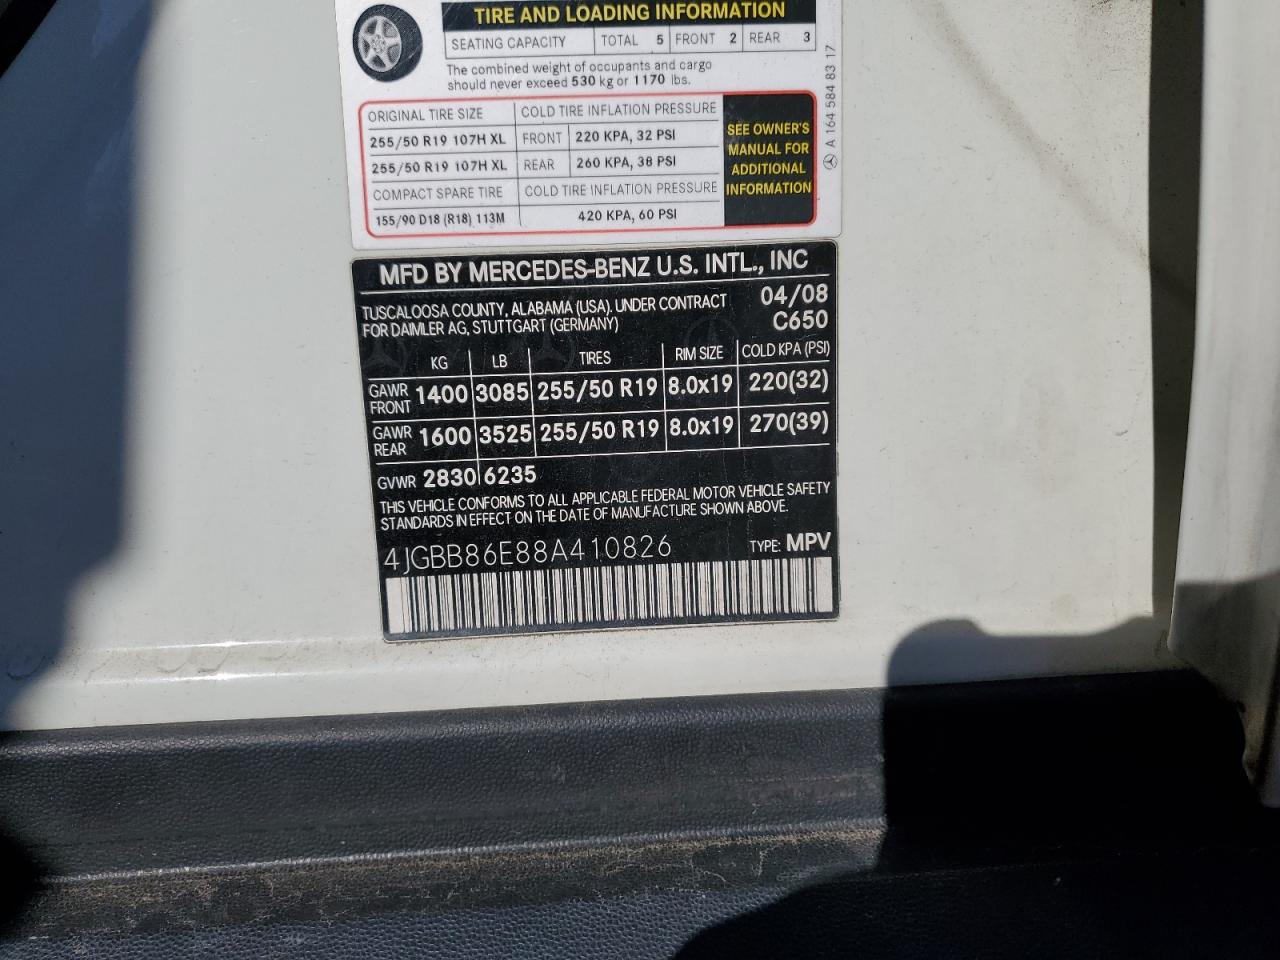 TIRE AND LOADING INFORMATION
SEATING CAPACITY TOTAL 5 FRONT 2 REAR 3
The combined weight of occupants and cargo
should never exceed 530 kg or 1170 lbs.
ORIGINAL TIRE SIZE COLD TIRE INFLATION PRESSURE
255/50 R19 107H XL FRONT 220 KPA, 32 PSI
255/50 R19 107H XL REAR 260 KPA, 38 PSI
COMPACT SPARE TIRE COLD TIRE INFLATION PRESSURE
155/90 D18 (R18) 113M 420 KPA, 60 PSI
SEE OWNER'S
MANUAL FOR
ADDITIONAL
INFORMATION
A 164 584 83 17
MFD BY MERCEDES-BENZ U.S. INTL., INC
TUSCALOOSA COUNTY, ALABAMA (USA). UNDER CONTRACT 04/08
FOR DAIMLER AG, STUTTGART (GERMANY) C650
KG LB TIRES RIM SIZE COLD KPA (PSI)
GAWR FRONT 1400 3085 255/50 R19 8.0x19 220(32)
GAWR REAR 1600 3525 255/50 R19 8.0x19 270(39)
GVWR 2830 6235
THIS VEHICLE CONFORMS TO ALL APPLICABLE FEDERAL MOTOR VEHICLE SAFETY
STANDARDS IN EFFECT ON THE DATE OF MANUFACTURE SHOWN ABOVE.
4JGBB86E88A410826 TYPE: MPV